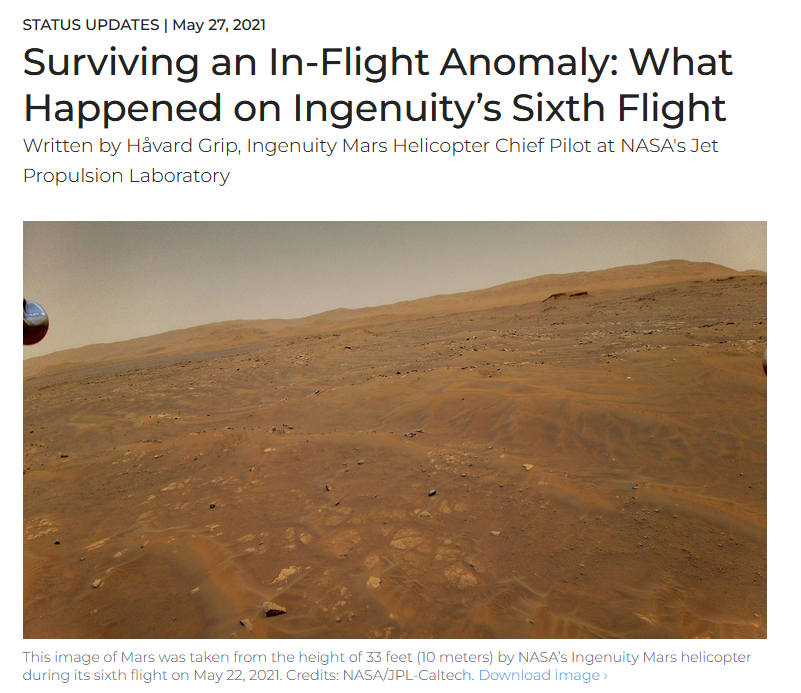 STATUS UPDATES | May 27, 2021
Surviving an In-Flight Anomaly: What
Happened on Ingenuity’s Sixth Flight
Written by Håvard Grip, Ingenuity Mars Helicopter Chief Pilot at NASA's Jet
Propulsion Laboratory
This image of Mars was taken from the height of 33 feet (10 meters) by NASA’s Ingenuity Mars helicopter
during its sixth flight on May 22, 2021. Credits: NASA/JPL-Caltech. Download image ›